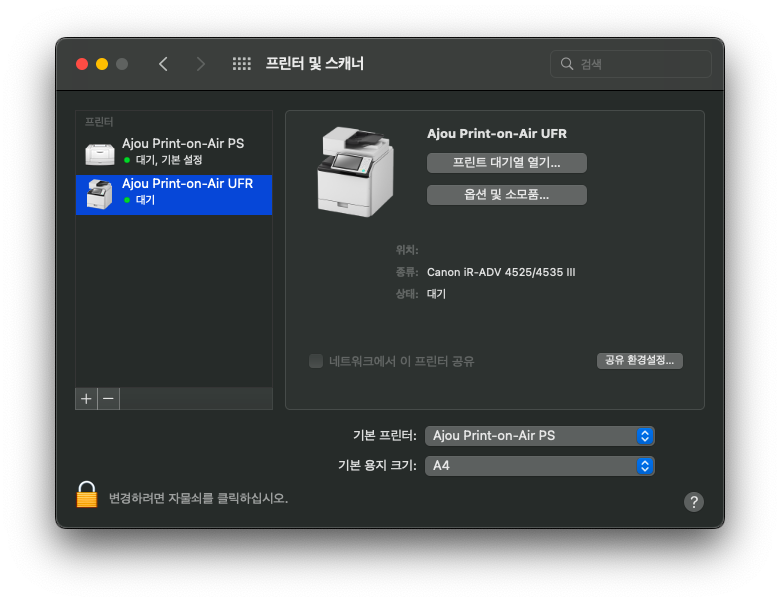 프린터 및 스캐너
검색
프린터
Ajou Print-on-Air PS
대기, 기본 설정
Ajou Print-on-Air UFR
대기
Ajou Print-on-Air UFR
프린트 대기열 열기...
옵션 및 소모품...
위치:
종류: Canon iR-ADV 4525/4535 III
상태: 대기
네트워크에서 이 프린터 공유
공유 환경설정...
+ −
기본 프린터: Ajou Print-on-Air PS
기본 용지 크기: A4
변경하려면 자물쇠를 클릭하십시오.
?